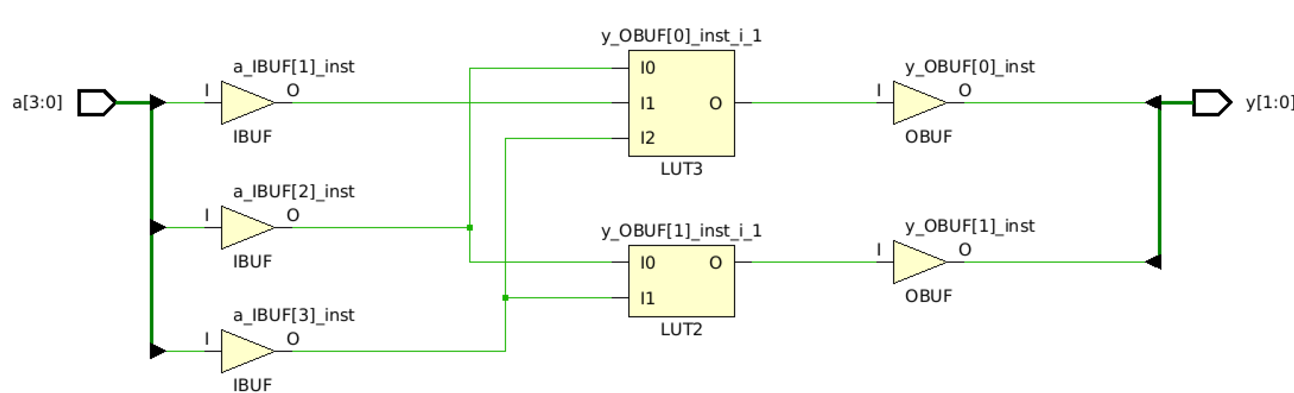 y_OBUF[0]_inst_i_1
a_IBUF[1]_inst
I0
y_OBUF[0]_inst
a[3:0]
I
O
I1
O
I
O
y[1:0]
IBUF
I2
OBUF
LUT3
a_IBUF[2]_inst
I
O
y_OBUF[1]_inst_i_1
y_OBUF[1]_inst
IBUF
I0
O
I
O
I1
OBUF
a_IBUF[3]_inst
LUT2
I
O
IBUF